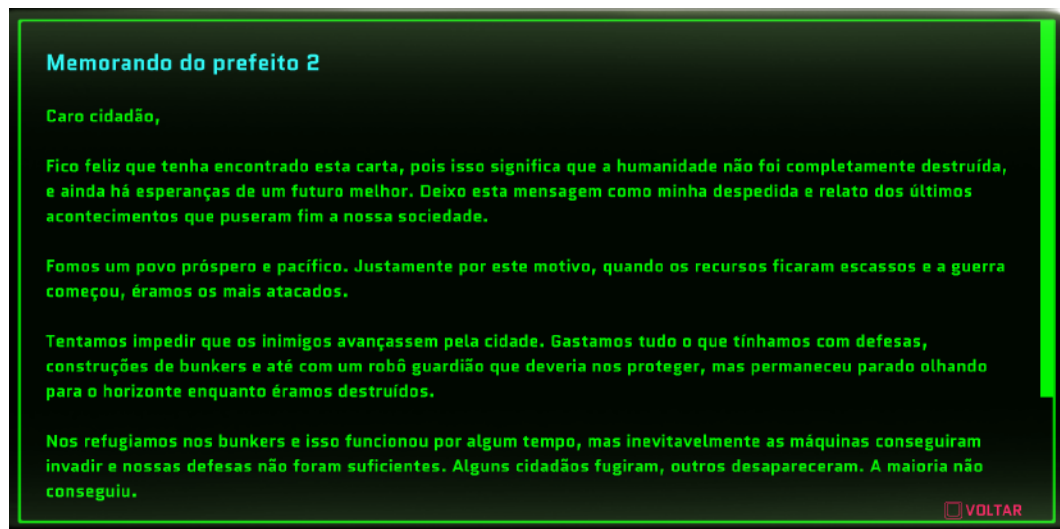 Memorando do prefeito 2
Caro cidadão,
Fico feliz que tenha encontrado esta carta, pois isso significa que a humanidade não foi completamente destruída,
e ainda há esperanças de um futuro melhor. Deixo esta mensagem como minha despedida e relato dos últimos
acontecimentos que puseram fim a nossa sociedade.
Fomos um povo próspero e pacífico. Justamente por este motivo, quando os recursos ficaram escassos e a guerra
começou, éramos os mais atacados.
Tentamos impedir que os inimigos avançassem pela cidade. Gastamos tudo o que tínhamos com defesas,
construções de bunkers e até com um robô guardião que deveria nos proteger, mas permaneceu parado olhando
para o horizonte enquanto éramos destruídos.
Nos refugiamos nos bunkers e isso funcionou por algum tempo, mas inevitavelmente as máquinas conseguiram
invadir e nossas defesas não foram suficientes. Alguns cidadãos fugiram, outros desapareceram. A maioria não
conseguiu.
VOLTAR